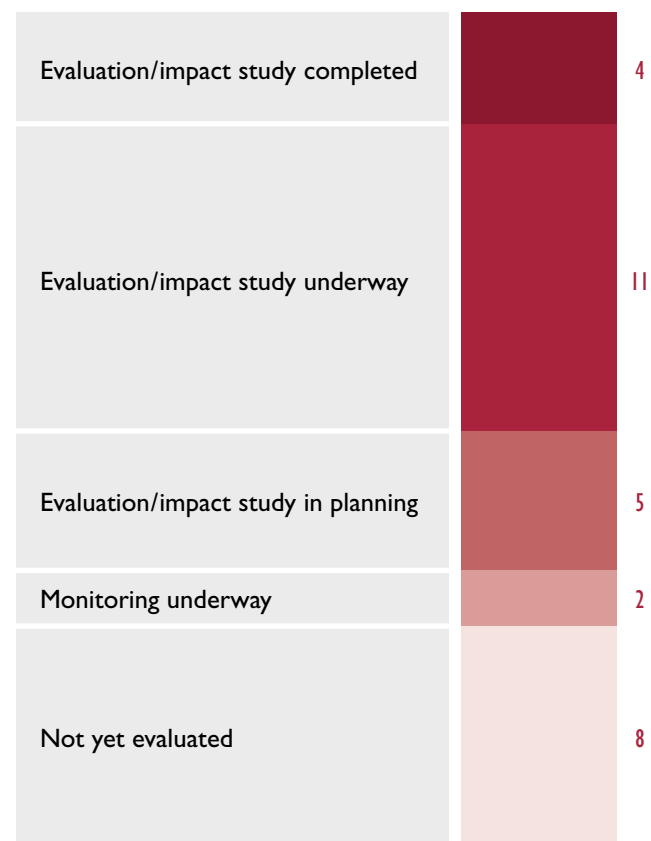 Evaluation/impact study completed 4
Evaluation/impact study underway 11
Evaluation/impact study in planning 5
Monitoring underway 2
Not yet evaluated 8